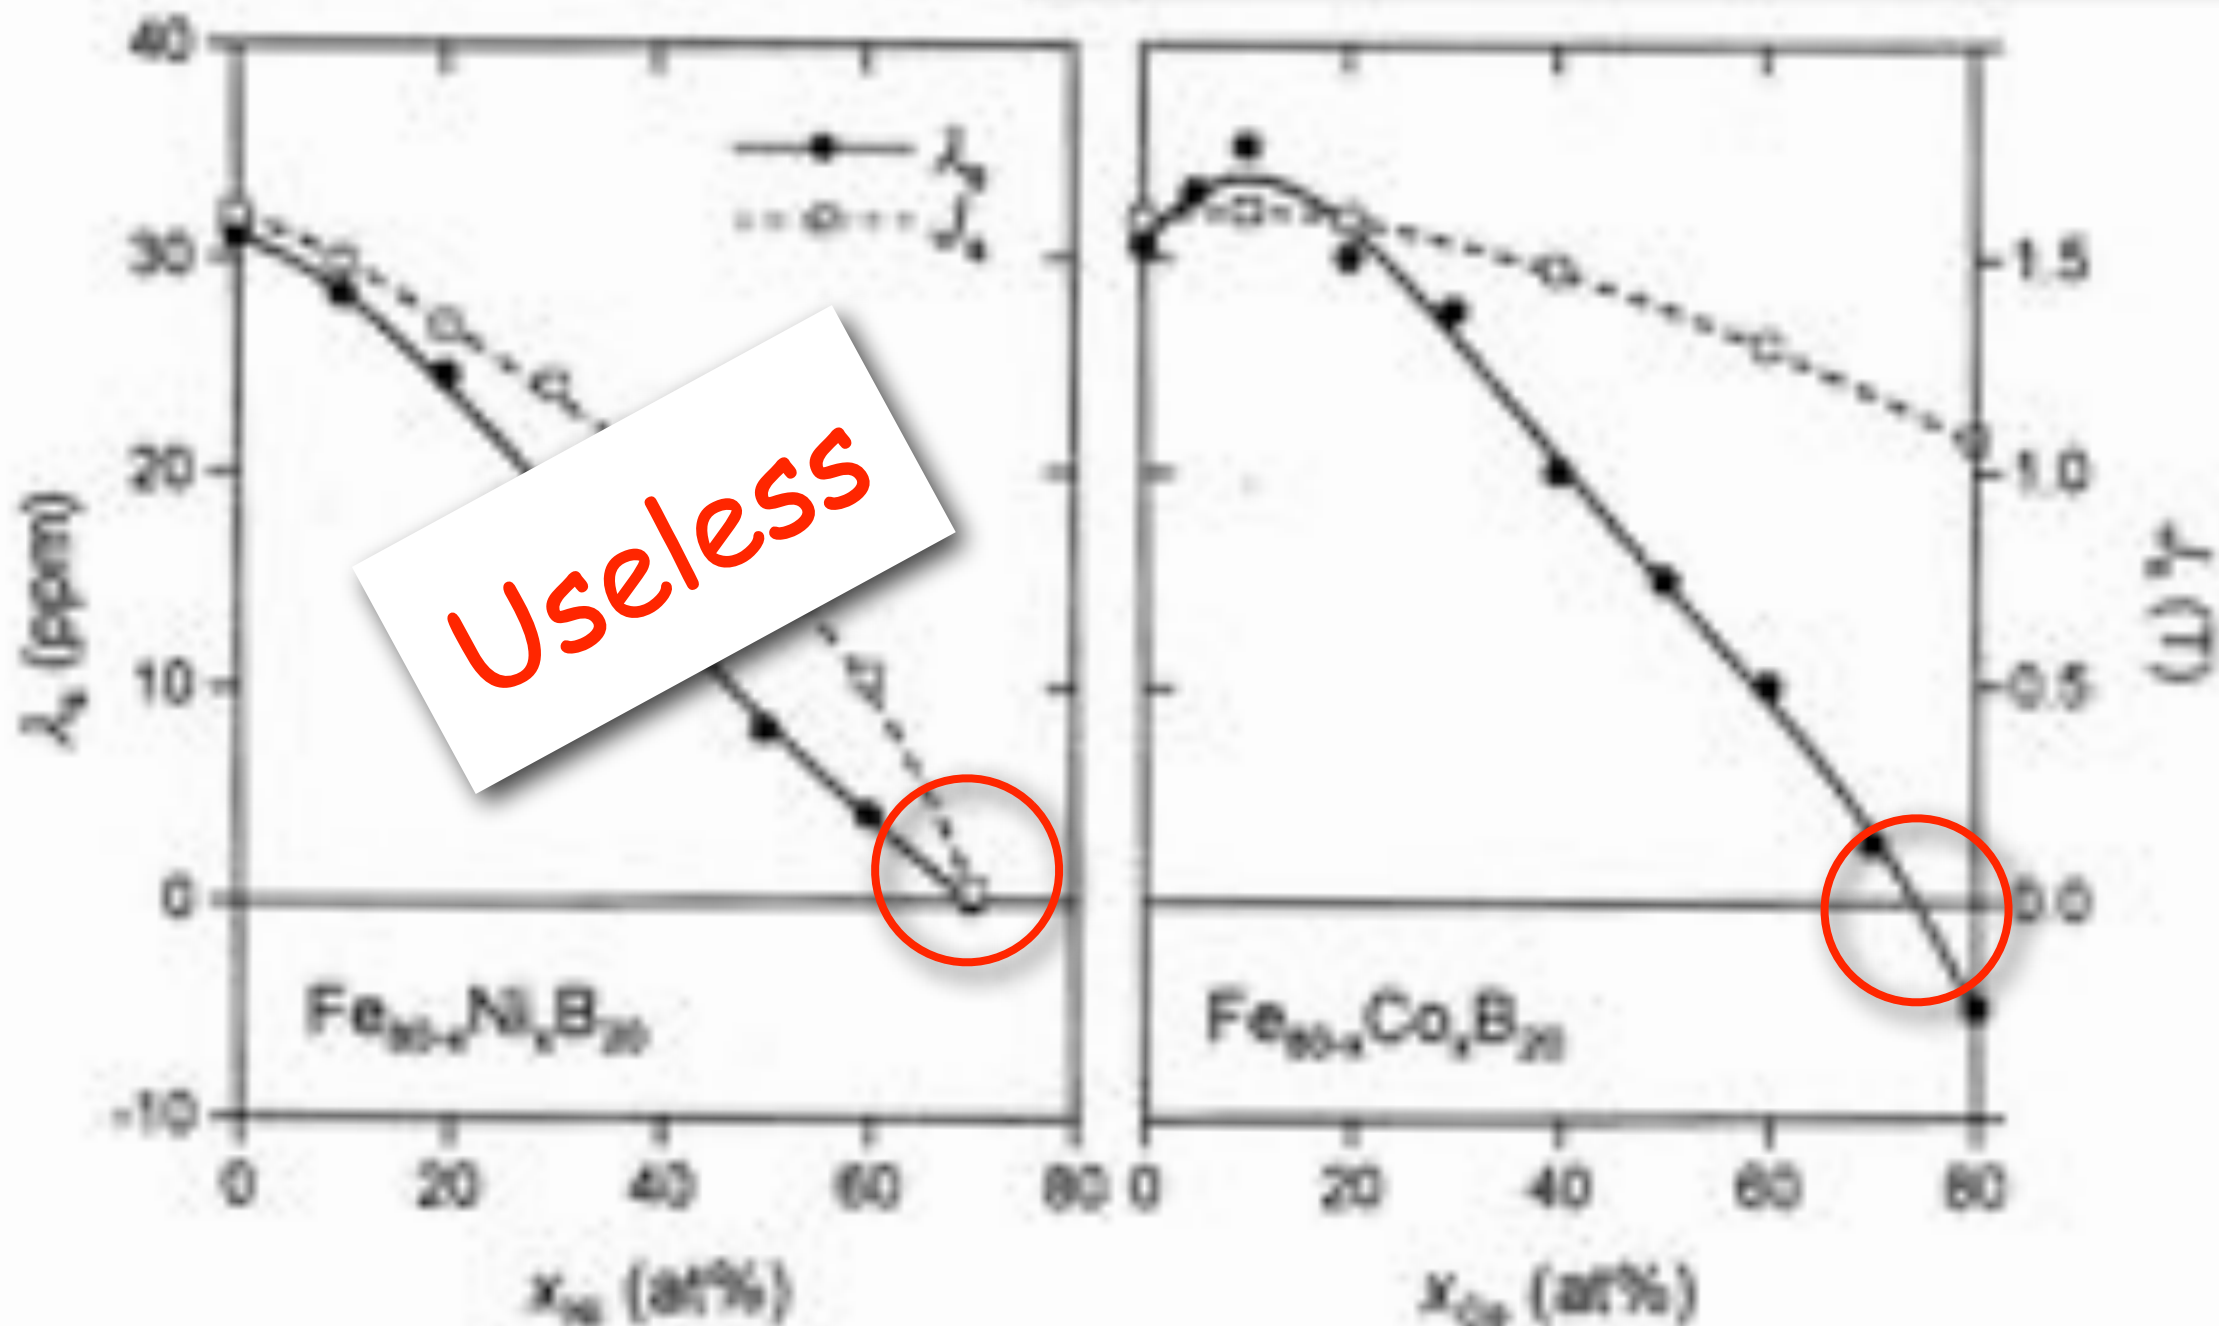 40
30
20
10
0
-10
λs (ppm)
λs
Js
Useless
Fe80-xNixB20
0 20 40 60 80
xNi (at%)
Fe80-xCoxB20
0 20 40 60 80
xCo (at%)
1.5
1.0
0.5
0.0
Js (T)